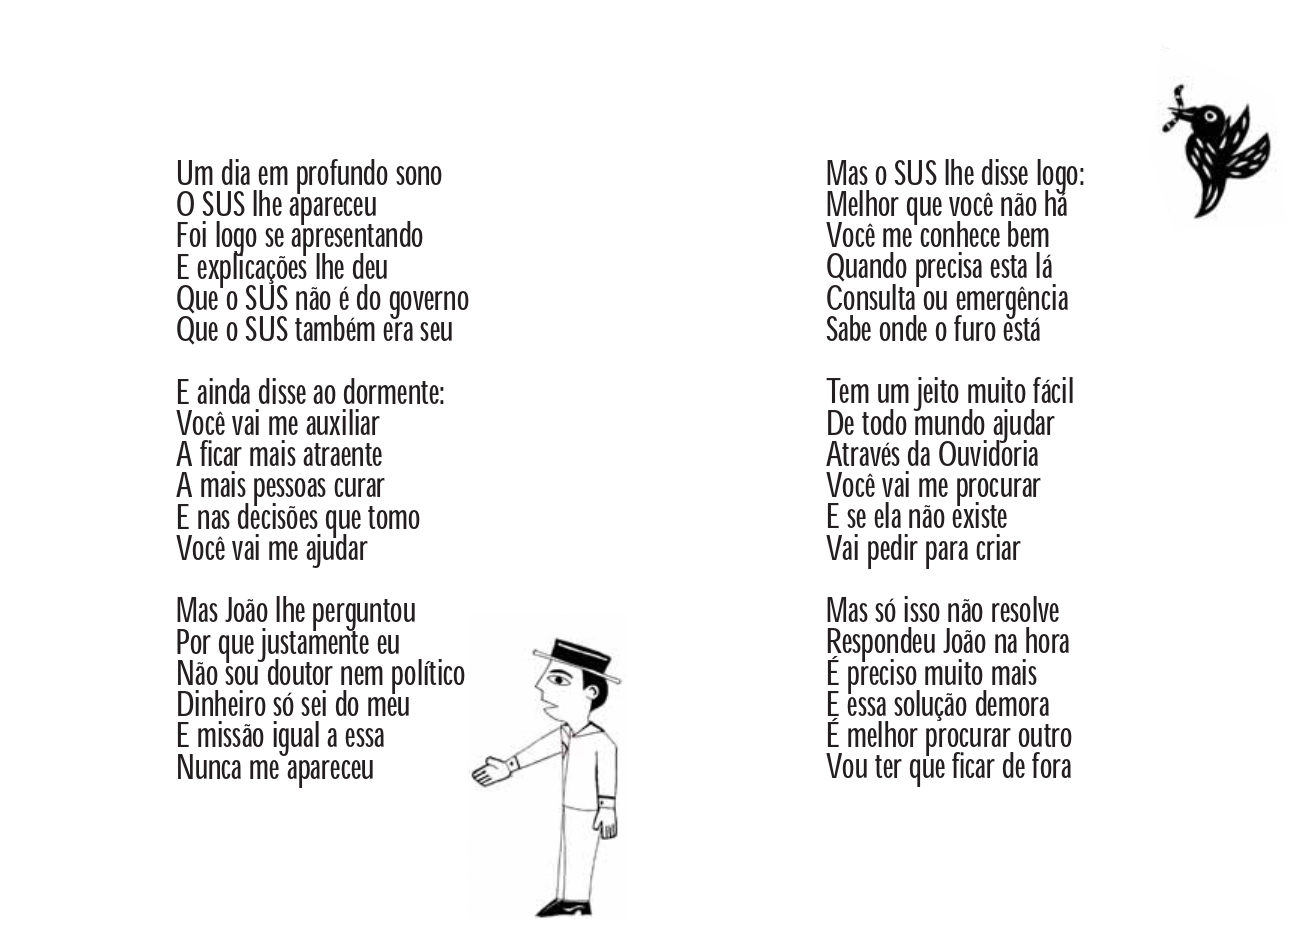 Um dia em profundo sono
O SUS lhe apareceu
Foi logo se apresentando
E explicações lhe deu
Que o SUS não é do governo
Que o SUS também era seu
E ainda disse ao dormente:
Você vai me auxiliar
A ficar mais atraente
A mais pessoas curar
E nas decisões que tomo
Você vai me ajudar
Mas João lhe perguntou
Por que justamente eu
Não sou doutor nem político
Dinheiro só sei do meu
E missão igual a essa
Nunca me apareceu
Mas o SUS lhe disse logo:
Melhor que você não há
Você me conhece bem
Quando precisa esta lá
Consulta ou emergência
Sabe onde o furo está
Tem um jeito muito fácil
De todo mundo ajudar
Através da Ouvidoria
Você vai me procurar
E se ela não existe
Vai pedir para criar
Mas só isso não resolve
Respondeu João na hora
É preciso muito mais
E essa solução demora
É melhor procurar outro
Vou ter que ficar de fora